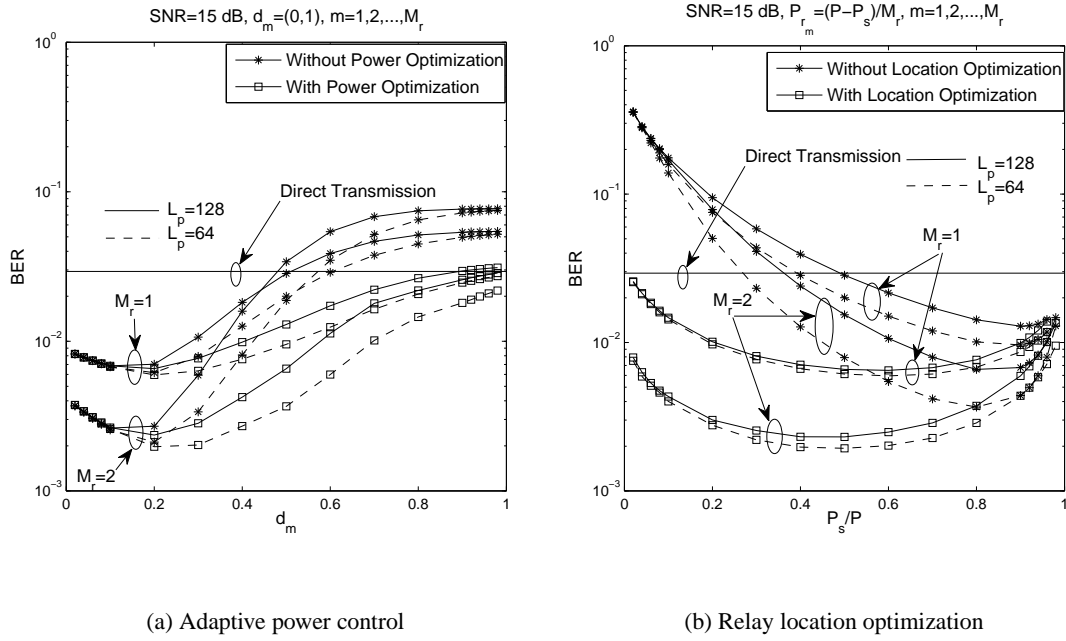 SNR=15 dB, d_m=(0,1), m=1,2,...,M_r
10^0
10^{-1}
10^{-2}
10^{-3}
BER
Without Power Optimization
With Power Optimization
Direct Transmission
L_p=128
L_p=64
M_r=1
M_r=2
0 0.2 0.4 0.6 0.8 1
d_m
(a) Adaptive power control
SNR=15 dB, P_{r_m}=(P−P_s)/M_r, m=1,2,...,M_r
10^0
10^{-1}
10^{-2}
10^{-3}
BER
Without Location Optimization
With Location Optimization
Direct Transmission
L_p=128
L_p=64
M_r=1
M_r=2
0 0.2 0.4 0.6 0.8 1
P_s/P
(b) Relay location optimization